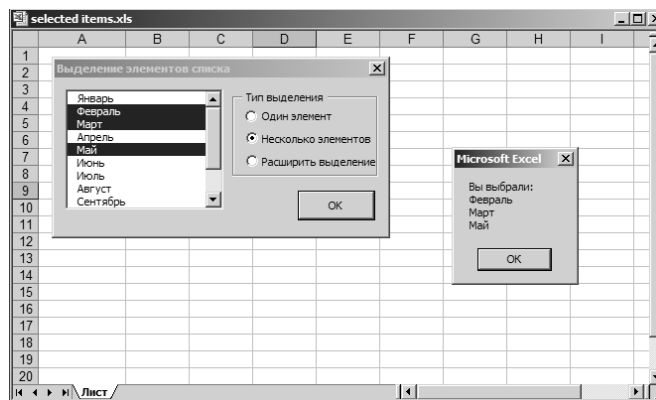 selected items.xls
A B C D E F G H I
1
2
3
4
5
6
7
8
9
10
11
12
13
14
15
16
17
18
19
20
Выделение элементов списка
Январь
Февраль
Март
Апрель
Май
Июнь
Июль
Август
Сентябрь
Тип выделения
Один элемент
Несколько элементов
Расширить выделение
OK
Microsoft Excel
Вы выбрали:
Февраль
Март
Май
OK
Лист